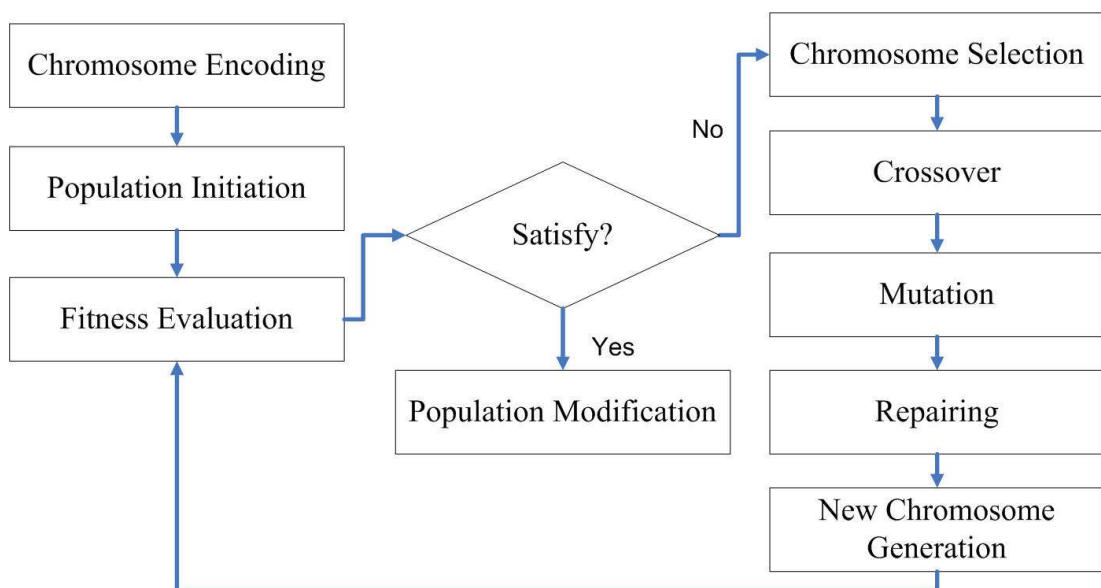 Chromosome Encoding
Population Initiation
Fitness Evaluation
Satisfy?
Yes
Population Modification
No
Chromosome Selection
Crossover
Mutation
Repairing
New Chromosome
Generation